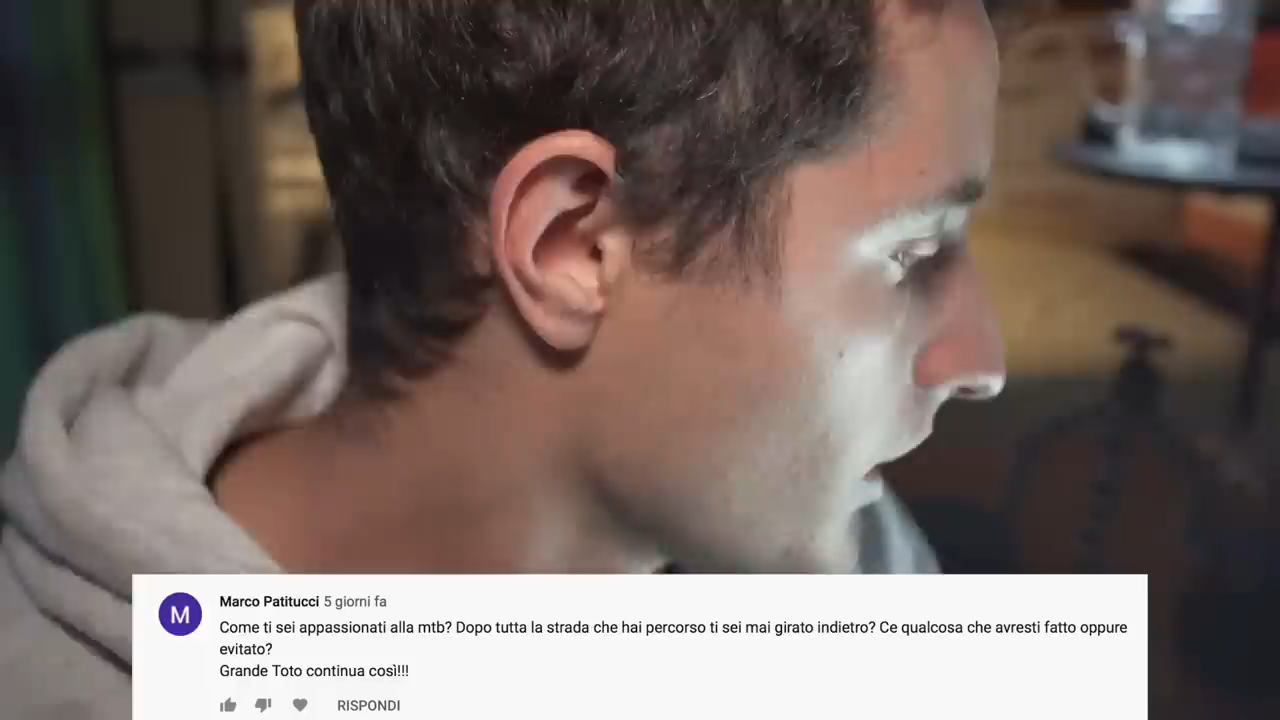 M
Marco Patitucci 5 giorni fa
Come ti sei appassionati alla mtb? Dopo tutta la strada che hai percorso ti sei mai girato indietro? Ce qualcosa che avresti fatto oppure
evitato?
Grande Toto continua così!!!
RISPONDI